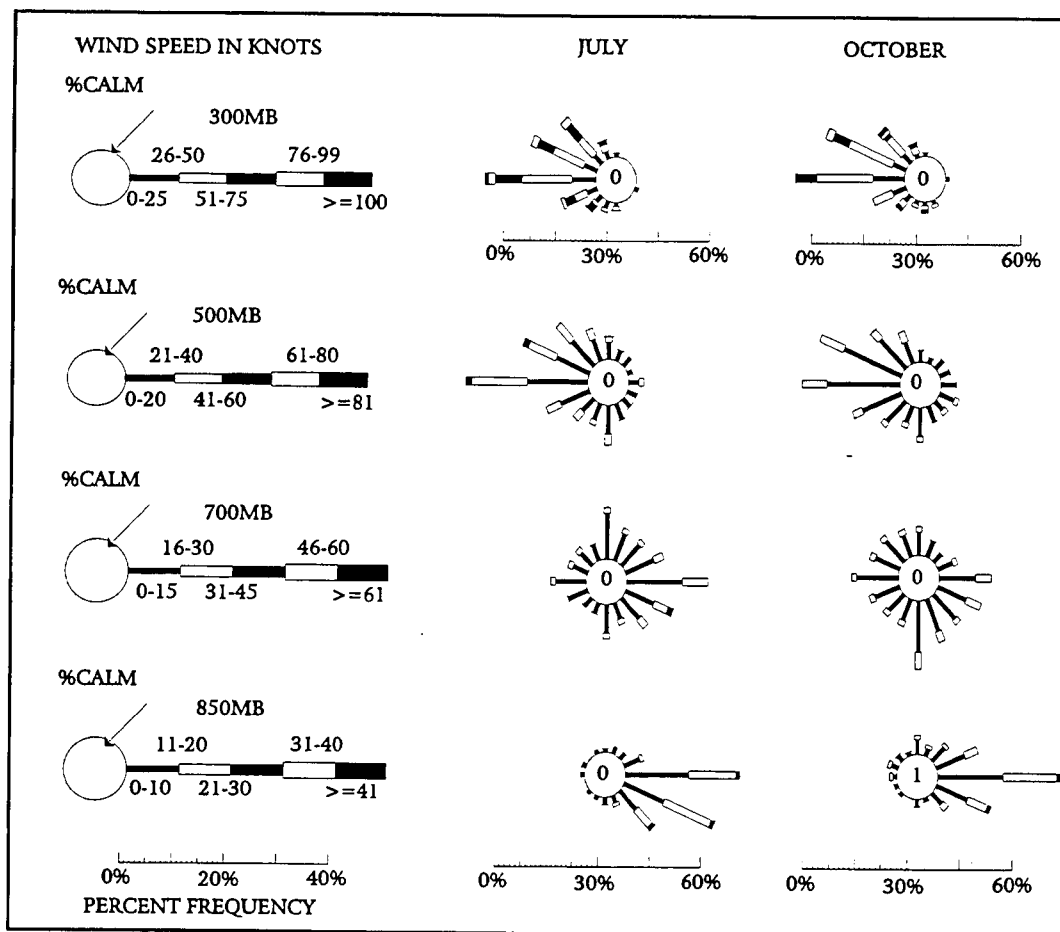 WIND SPEED IN KNOTS JULY OCTOBER
%CALM
300MB
26-50 76-99
0-25 51-75 >=100
0 0
0% 30% 60% 0% 30% 60%
%CALM
500MB
21-40 61-80
0-20 41-60 >=81
0 0
%CALM
700MB
16-30 46-60
0-15 31-45 >=61
0 0
%CALM
850MB
11-20 31-40
0-10 21-30 >=41
0 1
0% 20% 40% 0% 30% 60% 0% 30% 60%
PERCENT FREQUENCY